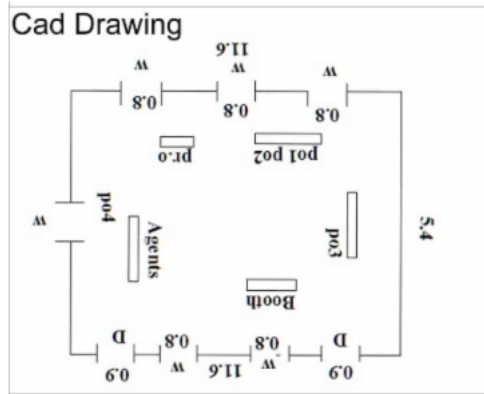 Cad Drawing
11.6
W W W
0.8 0.8 0.8
pr.o po1 po2
po4
W
Agents
po3
5.4
Booth
D 0.8 0.8 D
0.9 W 11.6 W 0.9